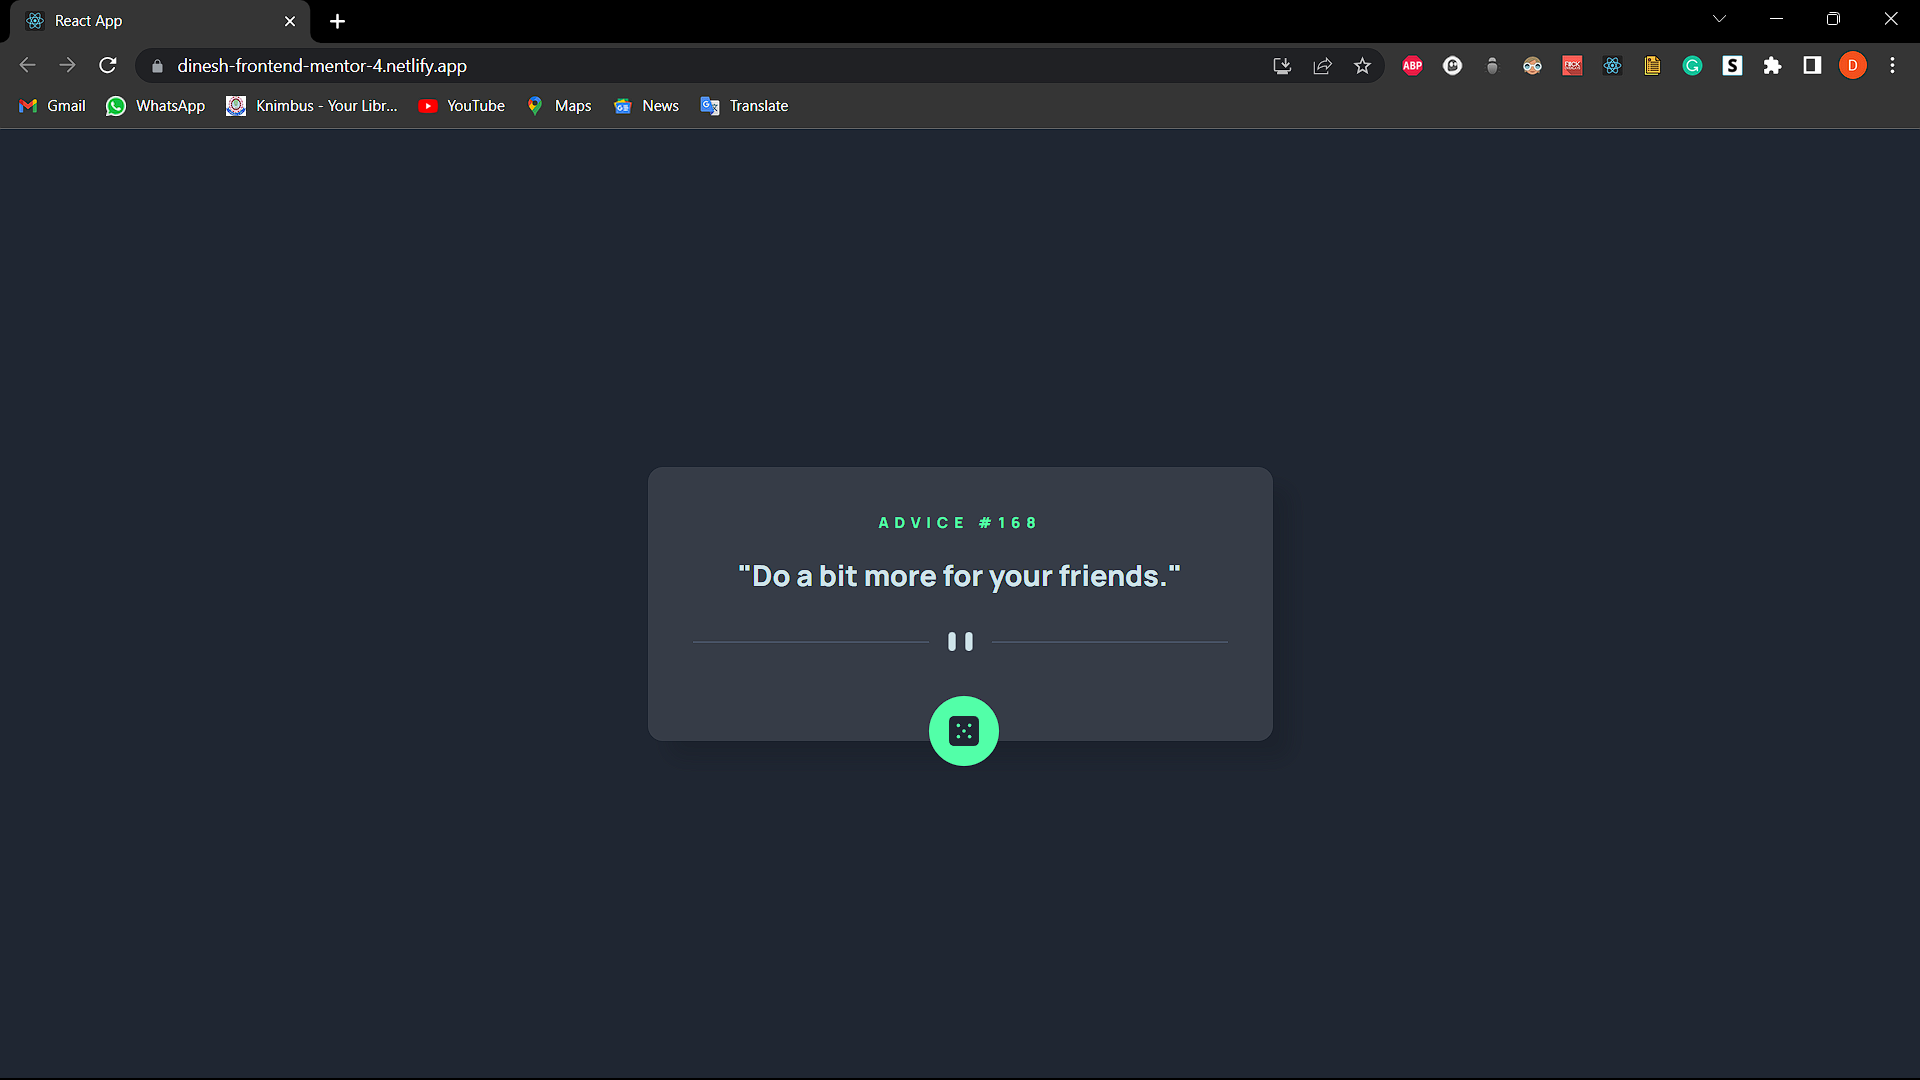 React App
dinesh-frontend-mentor-4.netlify.app
ABP
G
S
D
Gmail
WhatsApp
Knimbus - Your Libr...
YouTube
Maps
News
Translate
ADVICE #168
"Do a bit more for your friends."